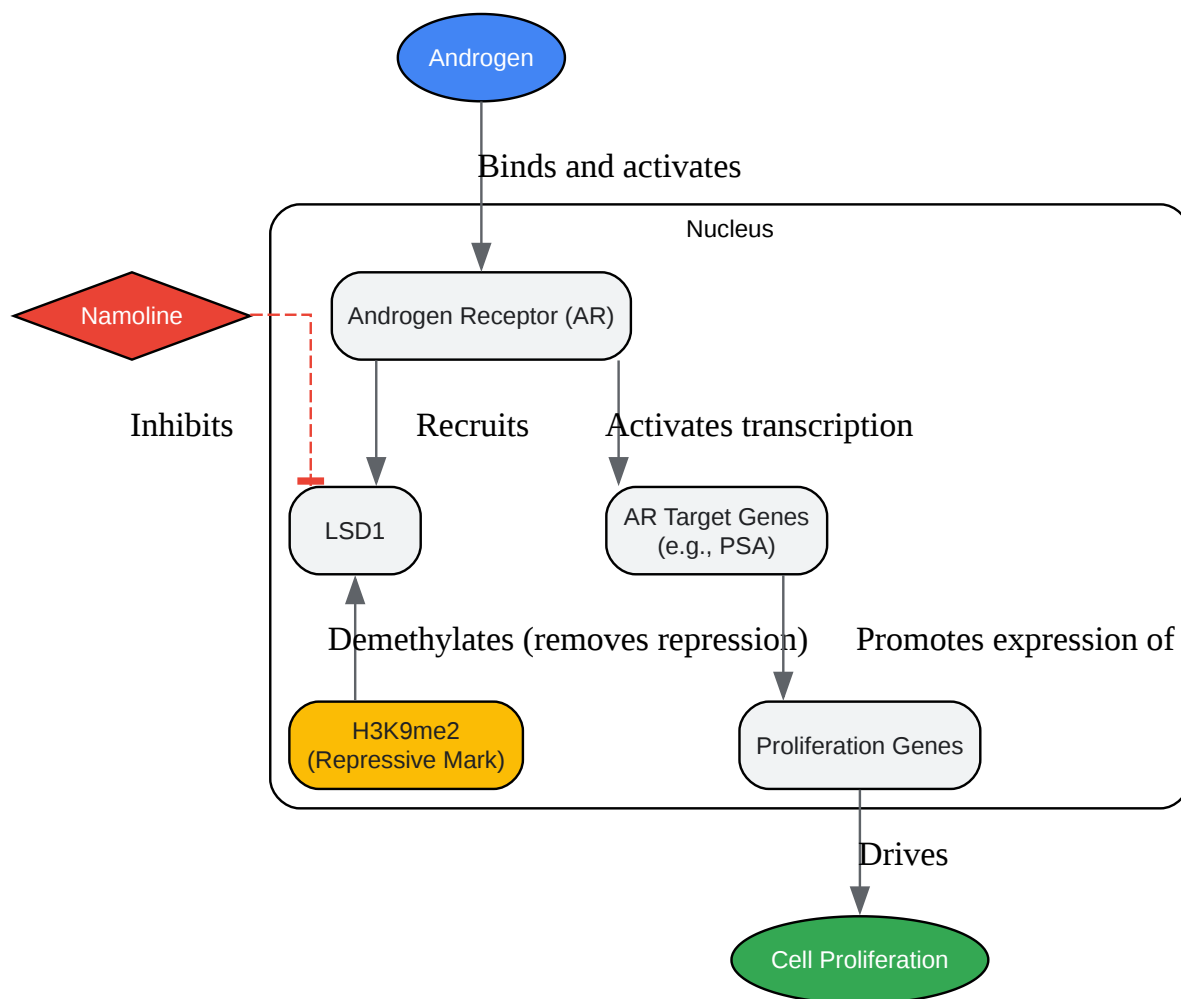 Androgen
Binds and activates
Nucleus
Namoline
Androgen Receptor (AR)
Inhibits
Recruits
Activates transcription
LSD1
AR Target Genes
(e.g., PSA)
Demethylates (removes repression)
Promotes expression of
H3K9me2
(Repressive Mark)
Proliferation Genes
Drives
Cell Proliferation